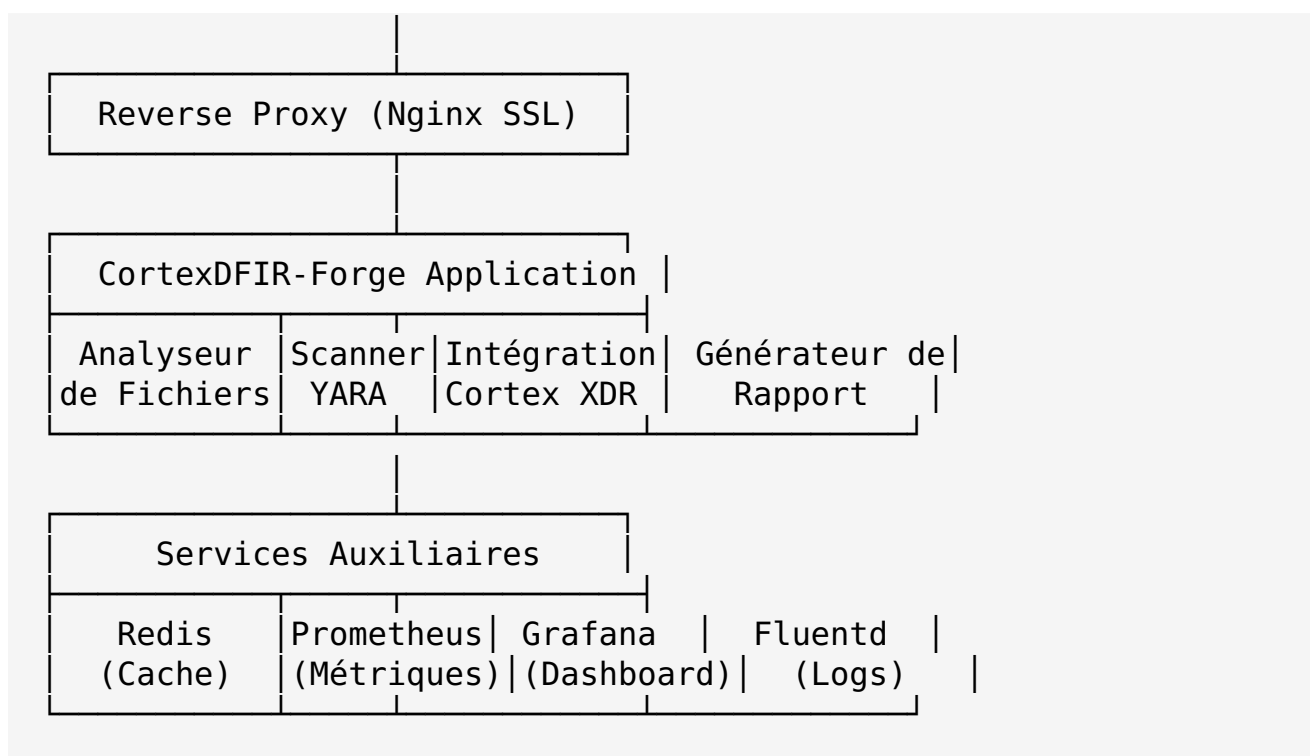 Reverse Proxy (Nginx SSL)
CortexDFIR-Forge Application
Analyseur Scanner Intégration Générateur de
de Fichiers YARA Cortex XDR Rapport
Services Auxiliaires
Redis Prometheus Grafana Fluentd
(Cache) (Métriques) (Dashboard) (Logs)